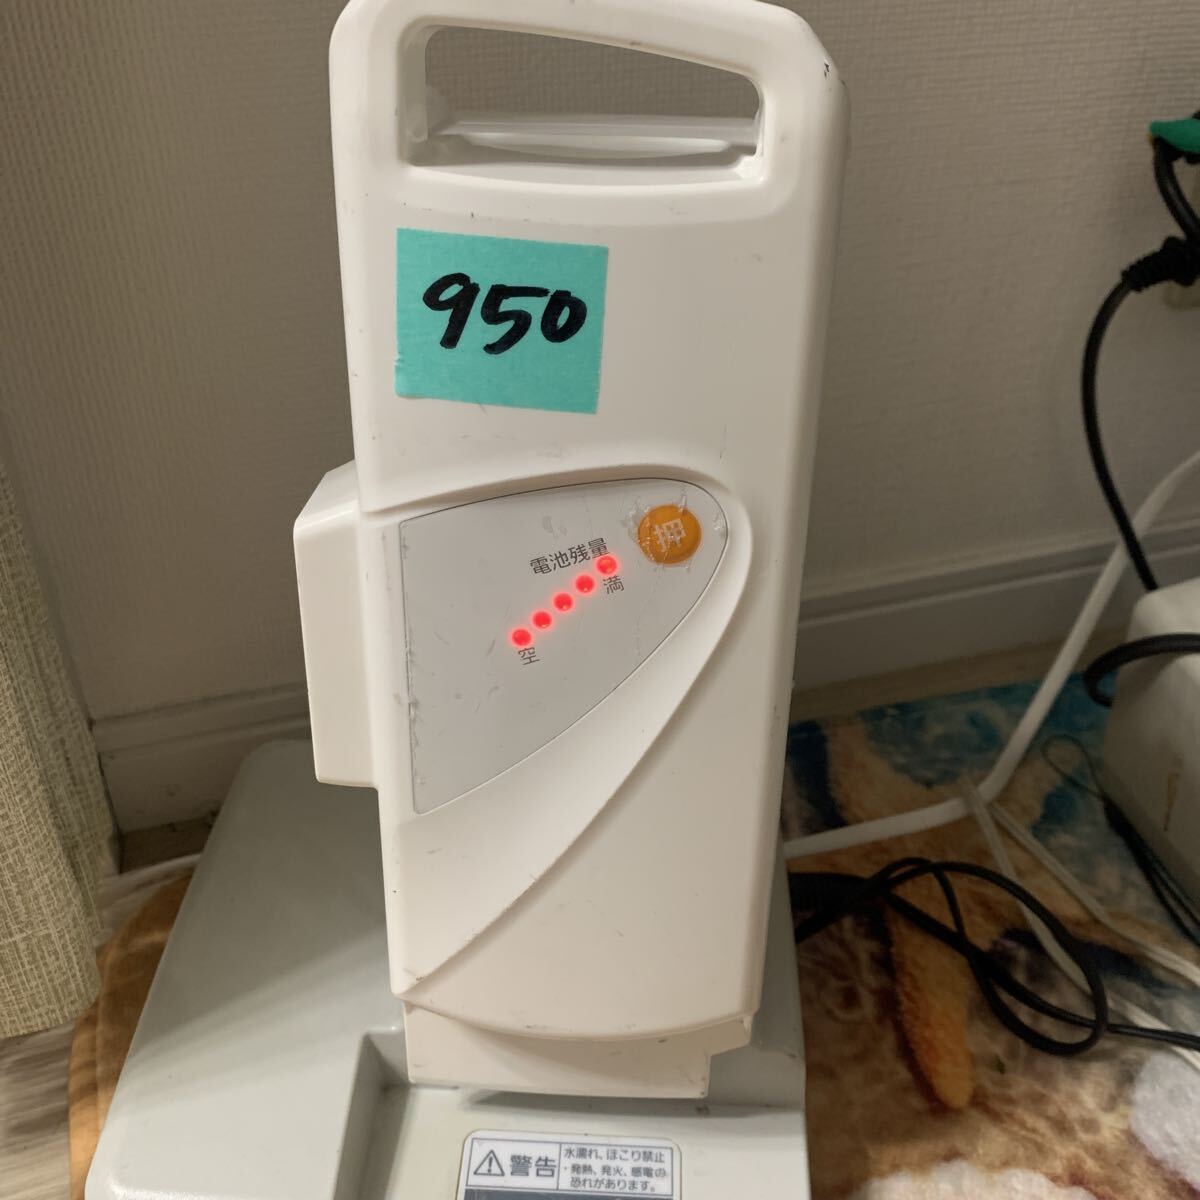 950
押
電池残量
満
空
警告
水濡れ、ほこり禁止
・発熱、発火、感電の
恐れがあります。